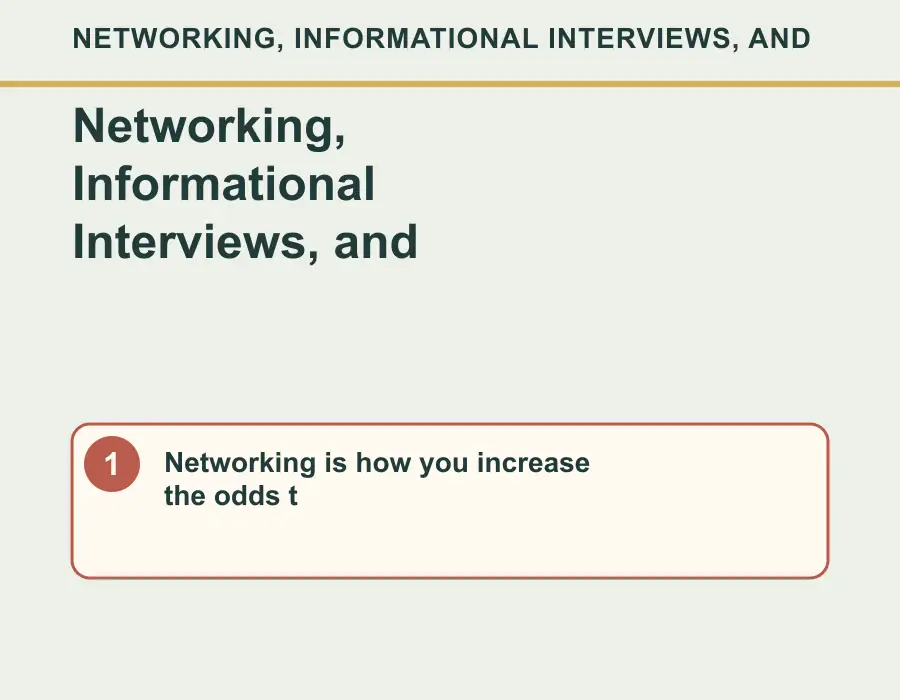 NETWORKING, INFORMATIONAL INTERVIEWS, AND
Networking,
Informational
Interviews, and
1
Networking is how you increase
the odds t